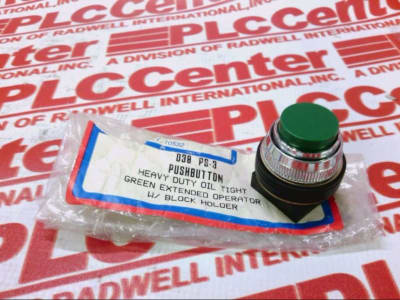 PLCCenter
A DIVISION OF RADWELL INTERNATIONAL, INC.
10532
030 PG-3
PUSHBUTTON
HEAVY DUTY OIL TIGHT
GREEN EXTENDED OPERATOR
W/ BLOCK HOLDER